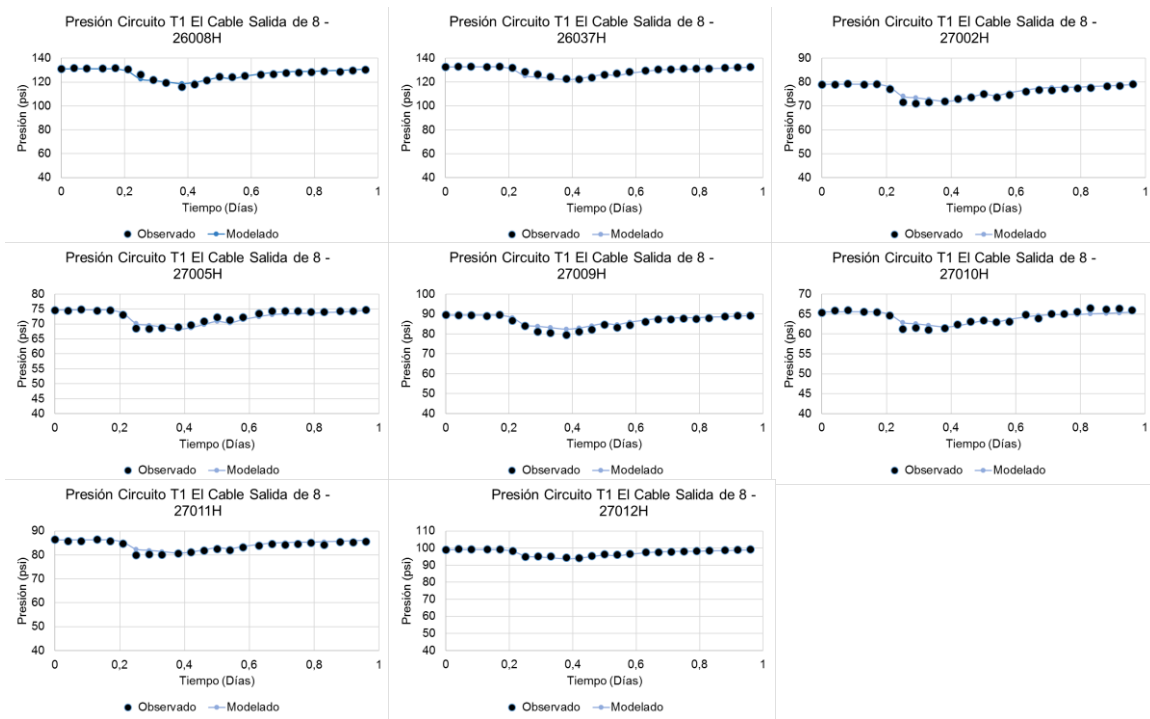 Presión Circuito T1 El Cable Salida de 8 -
26008H
Presión (psi)
140
120
100
80
60
40
0
0,2
0,4
0,6
0,8
1
Tiempo (Días)
Observado
Modelado
Presión Circuito T1 El Cable Salida de 8 -
26037H
Presión (psi)
140
120
100
80
60
40
0
0,2
0,4
0,6
0,8
1
Tiempo (Días)
Observado
Modelado
Presión Circuito T1 El Cable Salida de 8 -
27002H
Presión (psi)
90
80
70
60
50
40
0
0,2
0,4
0,6
0,8
1
Tiempo (Días)
Observado
Modelado
Presión Circuito T1 El Cable Salida de 8 -
27005H
Presión (psi)
80
75
70
65
60
55
50
45
40
0
0,2
0,4
0,6
0,8
1
Tiempo (Días)
Observado
Modelado
Presión Circuito T1 El Cable Salida de 8 -
27009H
Presión (psi)
100
90
80
70
60
50
40
0
0,2
0,4
0,6
0,8
1
Tiempo (Días)
Observado
Modelado
Presión Circuito T1 El Cable Salida de 8 -
27010H
Presión (psi)
70
65
60
55
50
45
40
0
0,2
0,4
0,6
0,8
1
Tiempo (Días)
Observado
Modelado
Presión Circuito T1 El Cable Salida de 8 -
27011H
Presión (psi)
90
80
70
60
50
40
0
0,2
0,4
0,6
0,8
1
Tiempo (Días)
Observado
Modelado
Presión Circuito T1 El Cable Salida de 8 -
27012H
Presión (psi)
110
100
90
80
70
60
50
40
0
0,2
0,4
0,6
0,8
1
Tiempo (Días)
Observado
Modelado